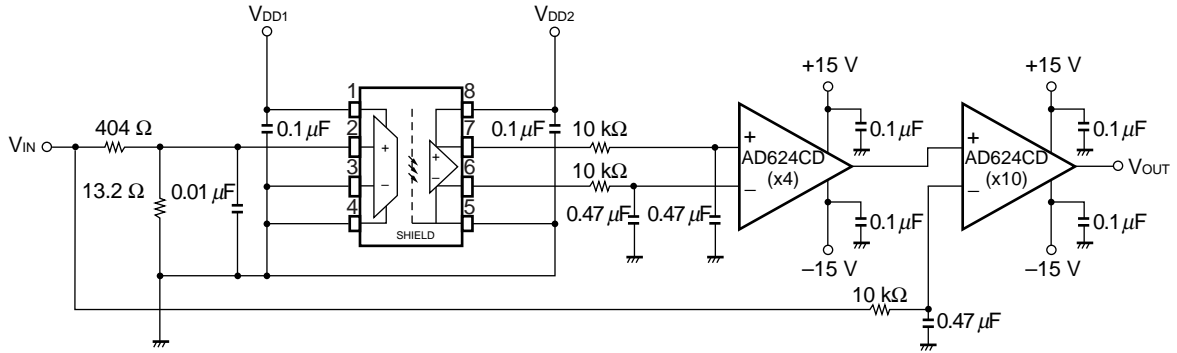 VDD1
VDD2
+15 V
+15 V
1
8
0.1 μF
0.1 μF
0.1 μF
2
7
0.1 μF
10 kΩ
VIN
404 Ω
+
+
+
AD624CD
(x4)
+
AD624CD
(x10)
VOUT
3
6
10 kΩ
13.2 Ω
0.01 μF
−
−
−
−
4
5
0.47 μF
0.47 μF
0.1 μF
0.1 μF
SHIELD
–15 V
–15 V
10 kΩ
0.47 μF